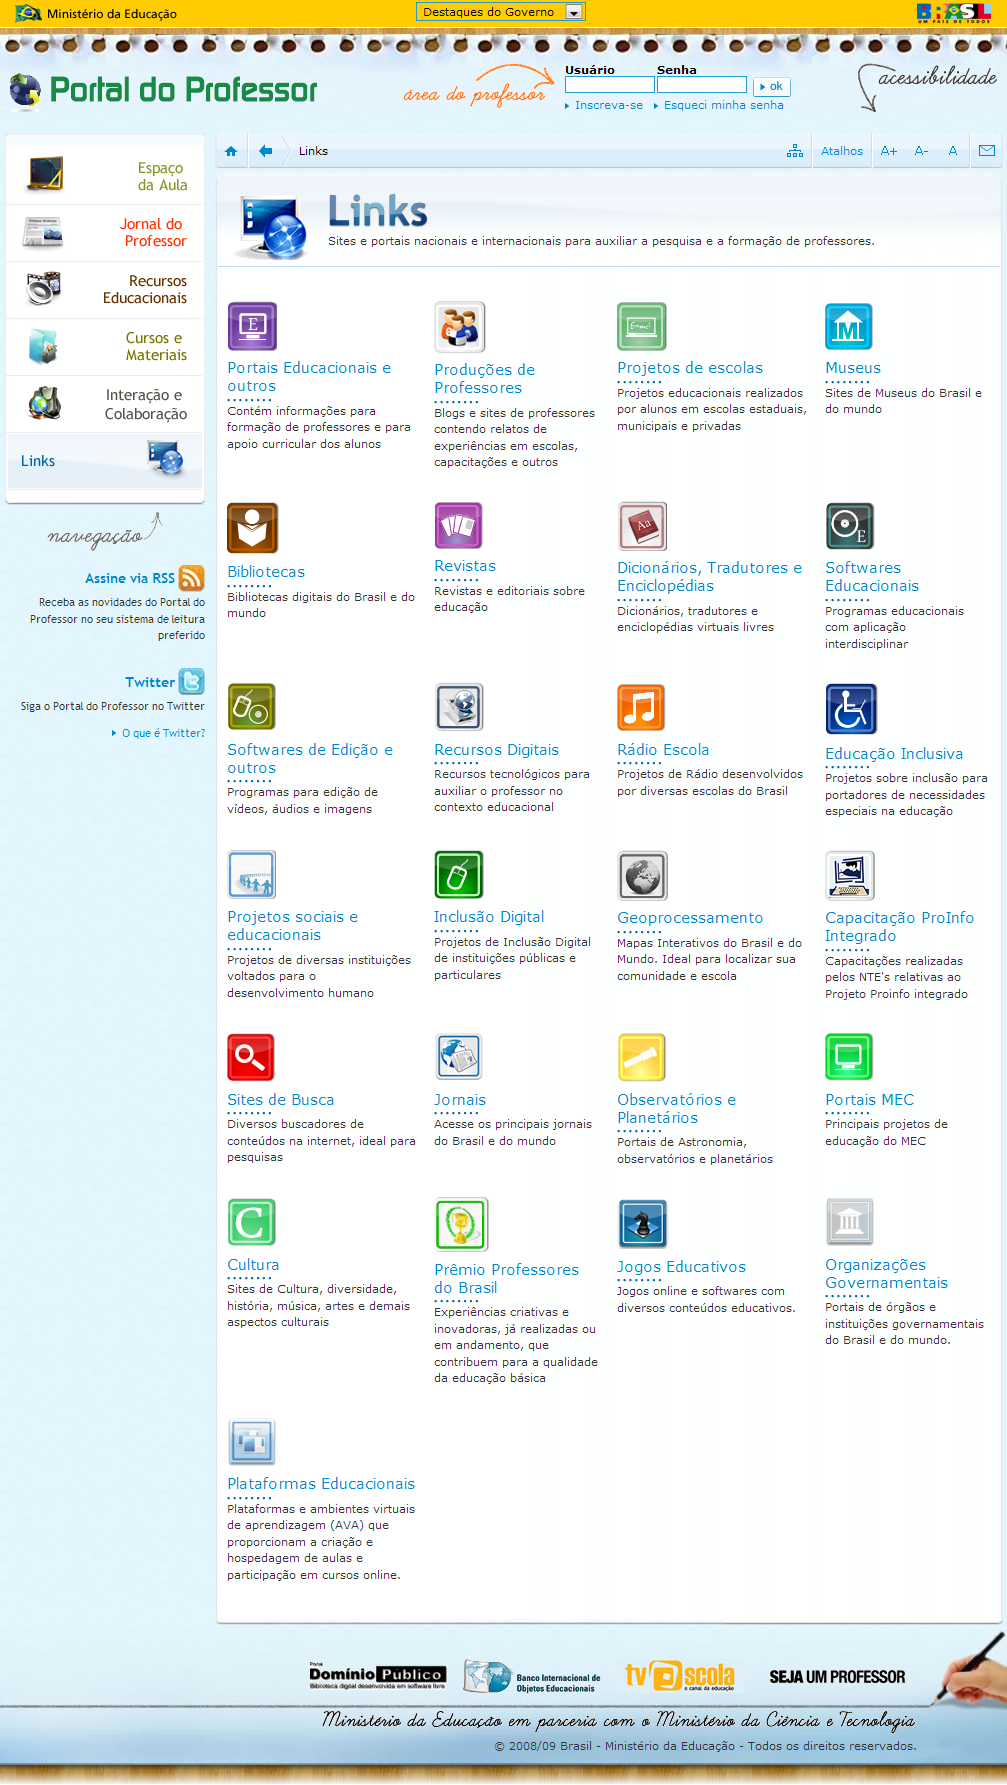 Ministério da Educação
Destaques do Governo
BRASIL
UM PAÍS DE TODOS
Portal do Professor
área do professor
Usuário
Senha
ok
Inscreva-se
Esqueci minha senha
acessibilidade
Espaço
da Aula
Jornal do
Professor
Recursos
Educacionais
Cursos e
Materiais
Interação e
Colaboração
Links
navegação
Assine via RSS
Receba as novidades do Portal do
Professor no seu sistema de leitura
preferido
Twitter
Siga o Portal do Professor no Twitter
O que é Twitter?
Links
Atalhos
A+
A-
A
Links
Sites e portais nacionais e internacionais para auxiliar a pesquisa e a formação de professores.
E
Portais Educacionais e
outros
Contém informações para
formação de professores e para
apoio curricular dos alunos
Produções de
Professores
Blogs e sites de professores
contendo relatos de
experiências em escolas,
capacitações e outros
Projetos de escolas
Projetos educacionais realizados
por alunos em escolas estaduais,
municipais e privadas
M
Museus
Sites de Museus do Brasil e
do mundo
Bibliotecas
Bibliotecas digitais do Brasil e do
mundo
Revistas
Revistas e editoriais sobre
educação
Aa
Dicionários, Tradutores e
Enciclopédias
Dicionários, tradutores e
enciclopédias virtuais livres
E
Softwares
Educacionais
Programas educacionais
com aplicação
interdisciplinar
Softwares de Edição e
outros
Programas para edição de
vídeos, áudios e imagens
Recursos Digitais
Recursos tecnológicos para
auxiliar o professor no
contexto educacional
Rádio Escola
Projetos de Rádio desenvolvidos
por diversas escolas do Brasil
Educação Inclusiva
Projetos sobre inclusão para
portadores de necessidades
especiais na educação
Projetos sociais e
educacionais
Projetos de diversas instituições
voltados para o
desenvolvimento humano
Inclusão Digital
Projetos de Inclusão Digital
de instituições públicas e
particulares
Geoprocessamento
Mapas Interativos do Brasil e do
Mundo. Ideal para localizar sua
comunidade e escola
Capacitação ProInfo
Integrado
Capacitações realizadas
pelos NTE's relativas ao
Projeto Proinfo integrado
Sites de Busca
Diversos buscadores de
conteúdos na internet, ideal para
pesquisas
Jornais
Acesse os principais jornais
do Brasil e do mundo
Observatórios e
Planetários
Portais de Astronomia,
observatórios e planetários
Portais MEC
Principais projetos de
educação do MEC
C
Cultura
Sites de Cultura, diversidade,
história, música, artes e demais
aspectos culturais
Prêmio Professores
do Brasil
Experiências criativas e
inovadoras, já realizadas ou
em andamento, que
contribuem para a qualidade
da educação básica
Jogos Educativos
Jogos online e softwares com
diversos conteúdos educativos.
Organizações
Governamentais
Portais de órgãos e
instituições governamentais
do Brasil e do mundo.
Plataformas Educacionais
Plataformas e ambientes virtuais
de aprendizagem (AVA) que
proporcionam a criação e
hospedagem de aulas e
participação em cursos online.
Portal
Domínio Público
Biblioteca digital desenvolvida em software livre
Banco Internacional de
Objetos Educacionais
tv escola
o canal da educação
SEJA UM PROFESSOR
Ministério da Educação em parceria com o Ministério da Ciência e Tecnologia
© 2008/09 Brasil - Ministério da Educação - Todos os direitos reservados.